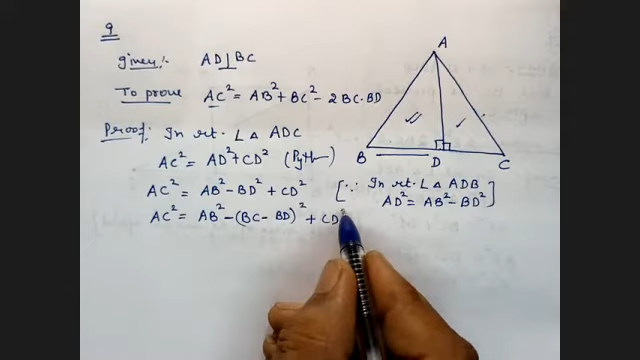 9
given:- AD⊥BC
To prove AC² = AB² + BC² - 2BC·BD
Proof: In rt. L△ ADC
AC² = AD² + CD² (Pyth)
AC² = AB² - BD² + CD² [∵ In rt. L△ ADB
AD² = AB² - BD²]
AC² = AB² - (BC - BD)² + CD
A
B
D
C